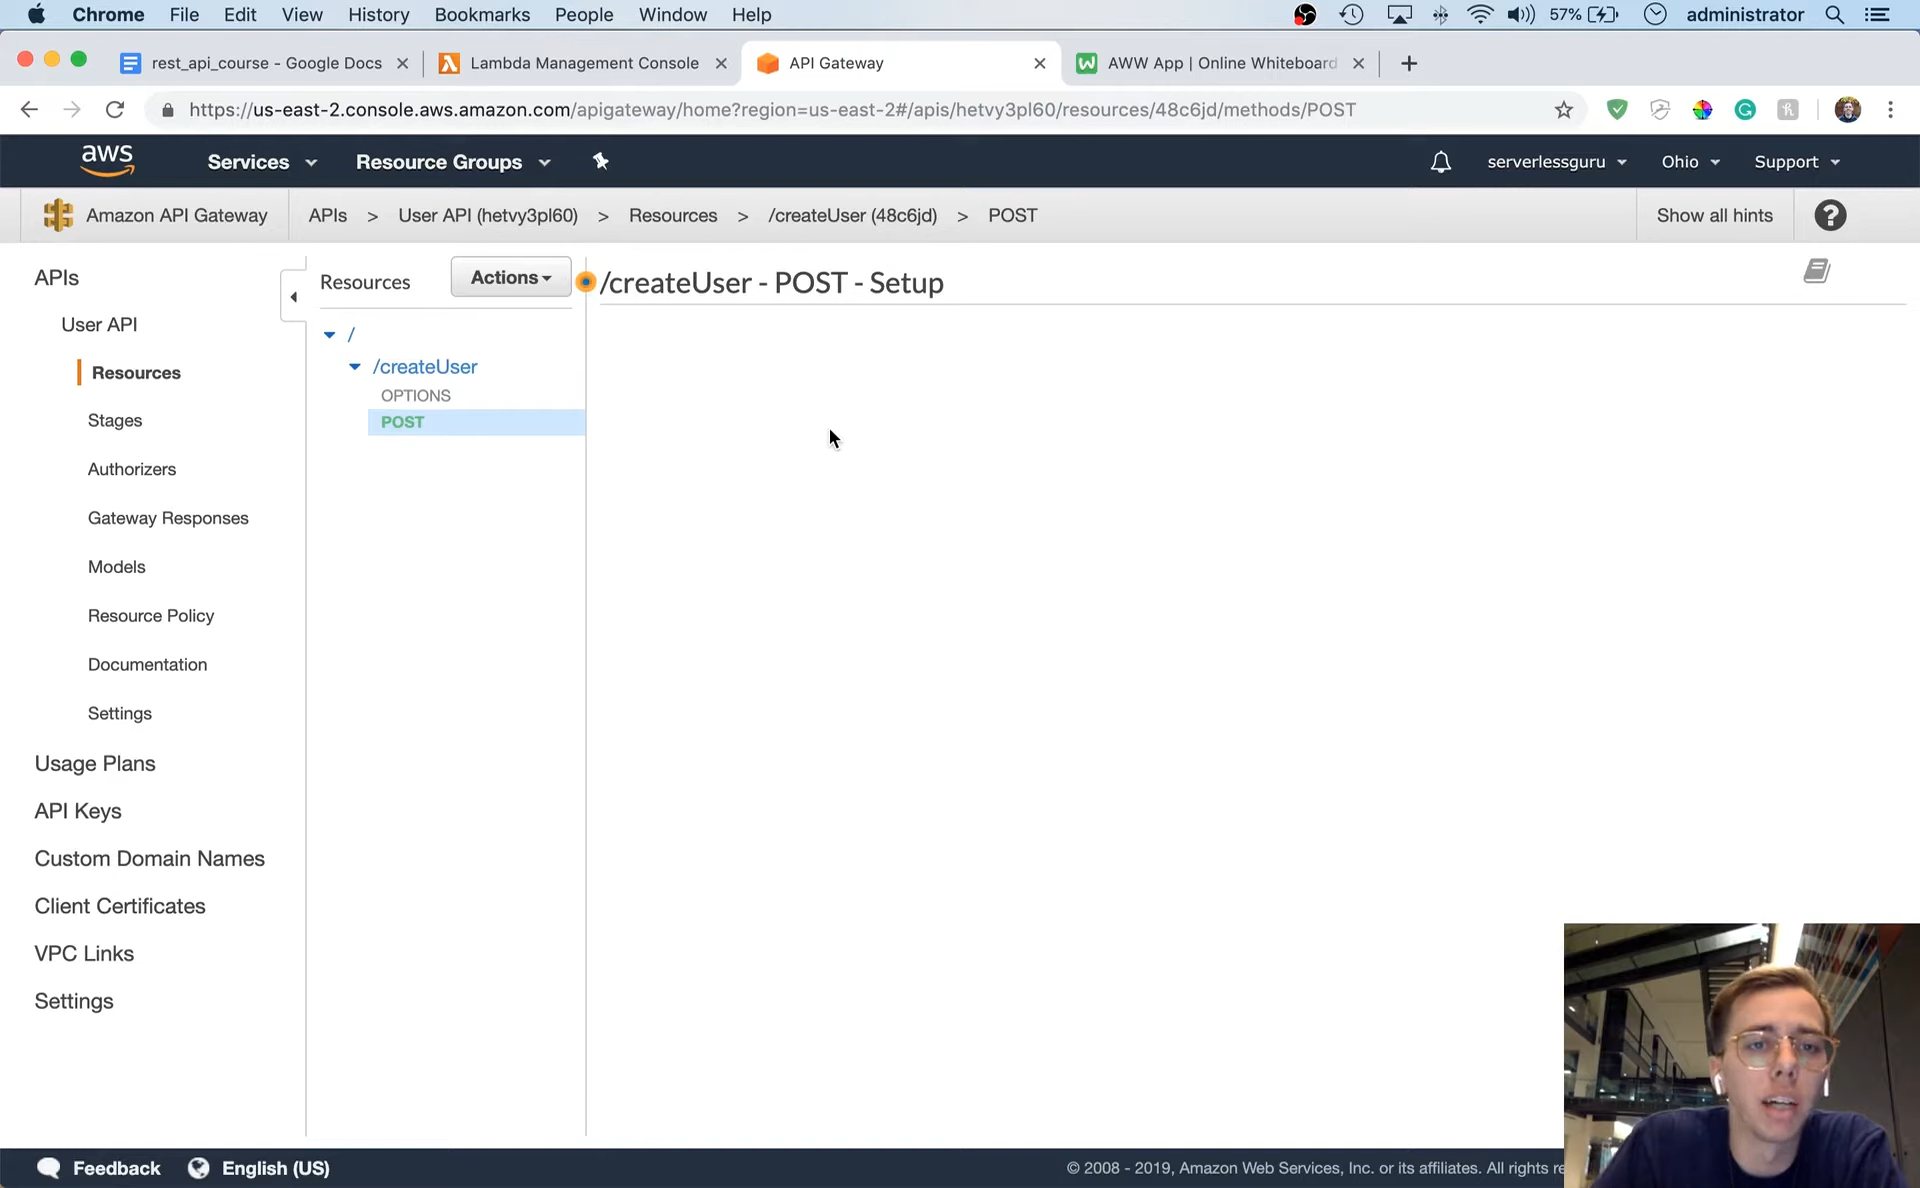 Chrome File Edit View History Bookmarks People Window Help 57% administrator
rest_api_course - Google Docs Lambda Management Console API Gateway AWW App | Online Whiteboard
https://us-east-2.console.aws.amazon.com/apigateway/home?region=us-east-2#/apis/hetvy3pl60/resources/48c6jd/methods/POST
aws Services Resource Groups serverlessguru Ohio Support
Amazon API Gateway APIs > User API (hetvy3pl60) > Resources > /createUser (48c6jd) > POST Show all hints ?
APIs
User API
Resources
Stages
Authorizers
Gateway Responses
Models
Resource Policy
Documentation
Settings
Usage Plans
API Keys
Custom Domain Names
Client Certificates
VPC Links
Settings
Resources Actions
/
/createUser
OPTIONS
POST
/createUser - POST - Setup
Feedback English (US) © 2008 - 2019, Amazon Web Services, Inc. or its affiliates. All rights re